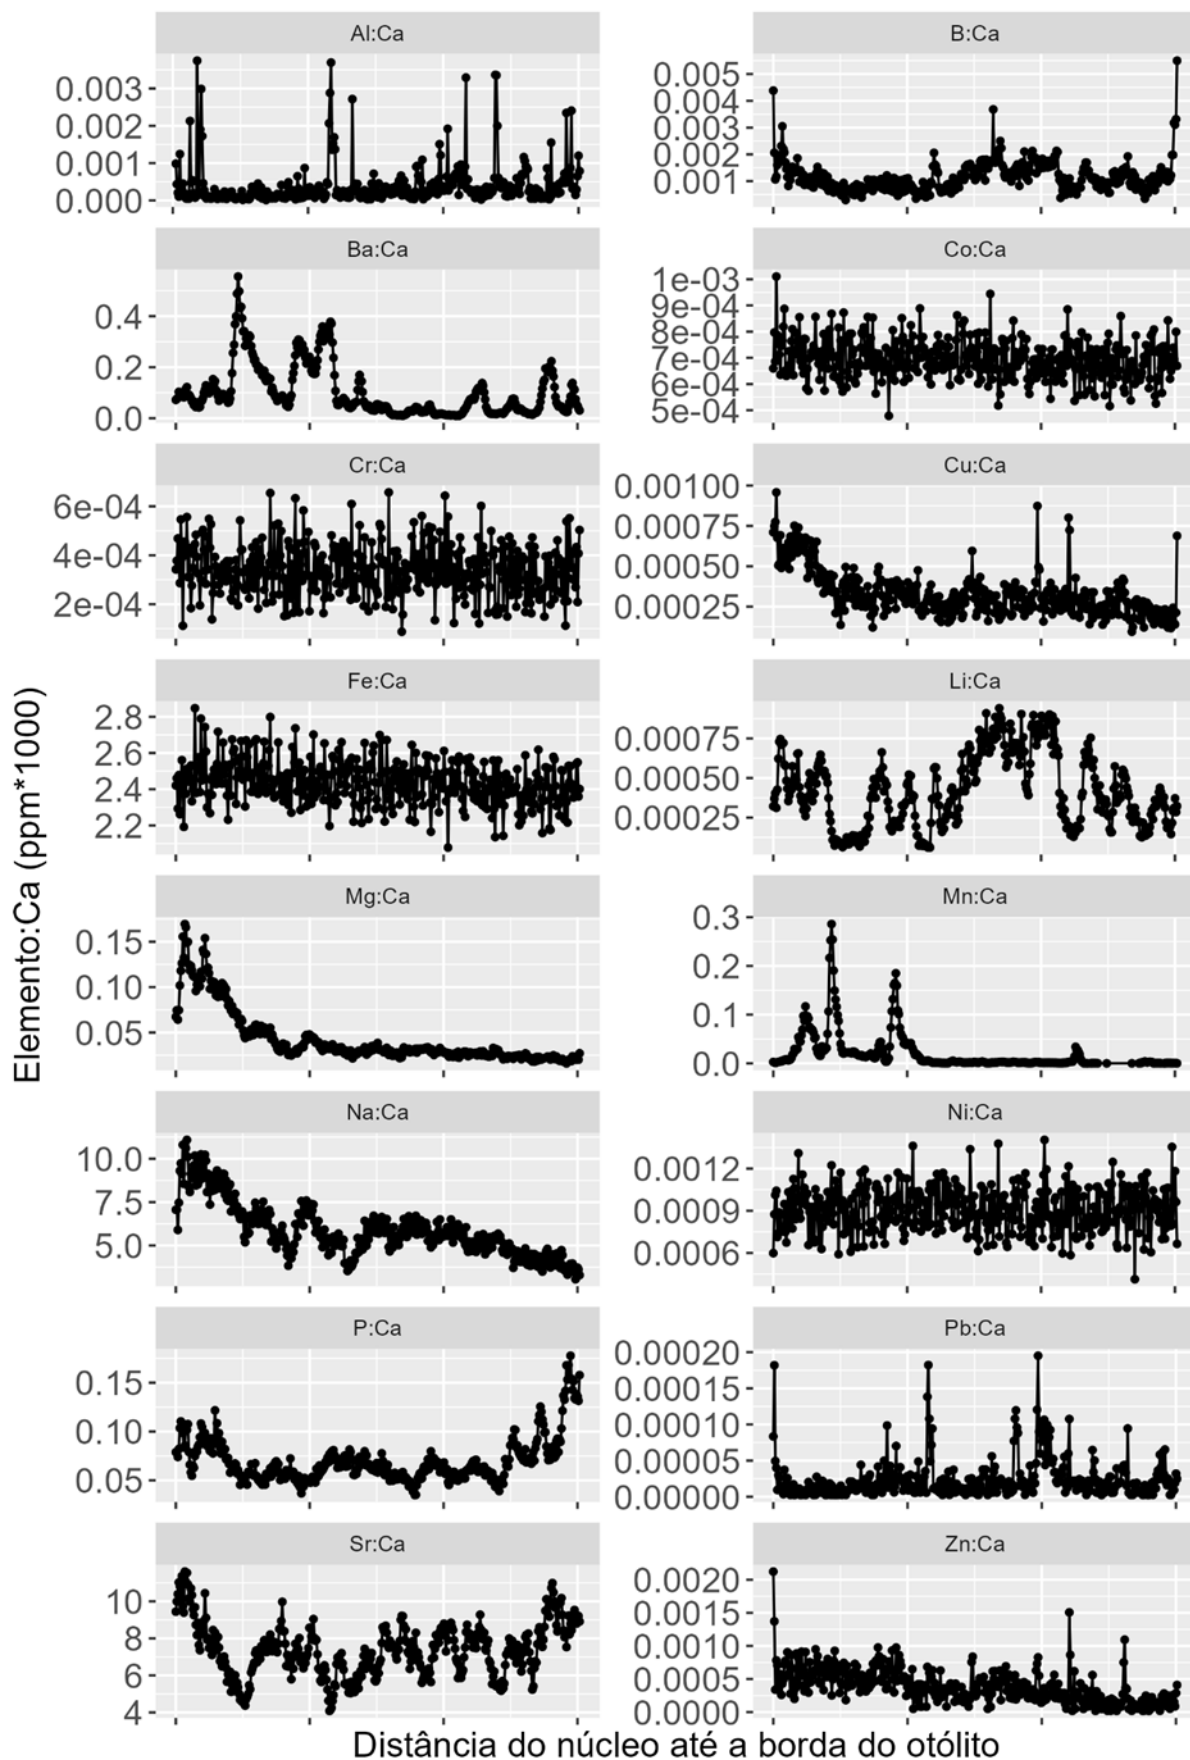 Al:Ca
0.003
0.002
0.001
0.000
B:Ca
0.005
0.004
0.003
0.002
0.001
Ba:Ca
0.4
0.2
0.0
Co:Ca
1e-03
9e-04
8e-04
7e-04
6e-04
5e-04
Cr:Ca
6e-04
4e-04
2e-04
Cu:Ca
0.00100
0.00075
0.00050
0.00025
Fe:Ca
2.8
2.6
2.4
2.2
Li:Ca
0.00075
0.00050
0.00025
Mg:Ca
0.15
0.10
0.05
Mn:Ca
0.3
0.2
0.1
0.0
Na:Ca
10.0
7.5
5.0
Ni:Ca
0.0012
0.0009
0.0006
P:Ca
0.15
0.10
0.05
Pb:Ca
0.00020
0.00015
0.00010
0.00005
0.00000
Sr:Ca
10
8
6
4
Zn:Ca
0.0020
0.0015
0.0010
0.0005
0.0000
Elemento:Ca (ppm*1000)
Distância do núcleo até a borda do otólito